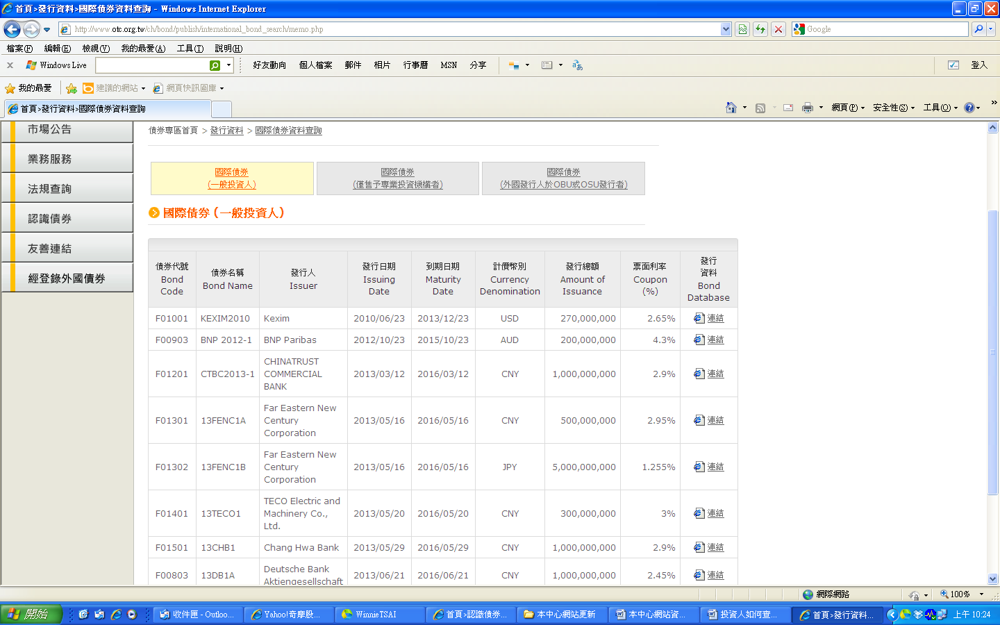 首頁>發行資料>國際債券資料查詢 - Windows Internet Explorer
http://www.otc.org.tw/ch/bond/publish/international_bond_search/memo.php
Google
檔案(F) 編輯(E) 檢視(V) 我的最愛(A) 工具(T) 說明(H)
x Windows Live 好友動向 個人檔案 郵件 相片 行事曆 MSN 分享 登入
我的最愛 建議的網站 網頁快訊圖庫
首頁>發行資料>國際債券資料查詢 網頁(P) 安全性(S) 工具(O) »
市場公告
業務服務
法規查詢
認識債券
友善連結
經登錄外國債券
債券專區首頁 > 發行資料 > 國際債券資料查詢
國際債券
(一般投資人)
國際債券
(僅售予專業投資機構者)
國際債券
(外國發行人於OBU或OSU發行者)
國際債券 (一般投資人)
債券代號
Bond
Code
債券名稱
Bond Name
發行人
Issuer
發行日期
Issuing
Date
到期日期
Maturity
Date
計價幣別
Currency
Denomination
發行總額
Amount of
Issuance
票面利率
Coupon
(%)
發行
資料
Bond
Database
F01001 KEXIM2010 Kexim 2010/06/23 2013/12/23 USD 270,000,000 2.65% 連結
F00903 BNP 2012-1 BNP Paribas 2012/10/23 2015/10/23 AUD 200,000,000 4.3% 連結
CHINATRUST
F01201 CTBC2013-1 COMMERCIAL 2013/03/12 2016/03/12 CNY 1,000,000,000 2.9% 連結
BANK
Far Eastern New
F01301 13FENC1A Century 2013/05/16 2016/05/16 CNY 500,000,000 2.95% 連結
Corporation
Far Eastern New
F01302 13FENC1B Century 2013/05/16 2016/05/16 JPY 5,000,000,000 1.255% 連結
Corporation
TECO Electric and
F01401 13TECO1 Machinery Co., 2013/05/20 2016/05/20 CNY 300,000,000 3% 連結
Ltd.
F01501 13CHB1 Chang Hwa Bank 2013/05/29 2016/05/29 CNY 1,000,000,000 2.9% 連結
Deutsche Bank
F00803 13DB1A Aktiengesellschaft 2013/06/21 2016/06/21 CNY 1,000,000,000 2.45% 連結
網際網路 100%
開始 收件匣 - Outloo... Yahoo!奇摩股... WinnieTSAI 首頁>認識債券... 本中心網站更新 本中心網站資... 投資人如何查... 首頁>發行資料... 上午 10:24